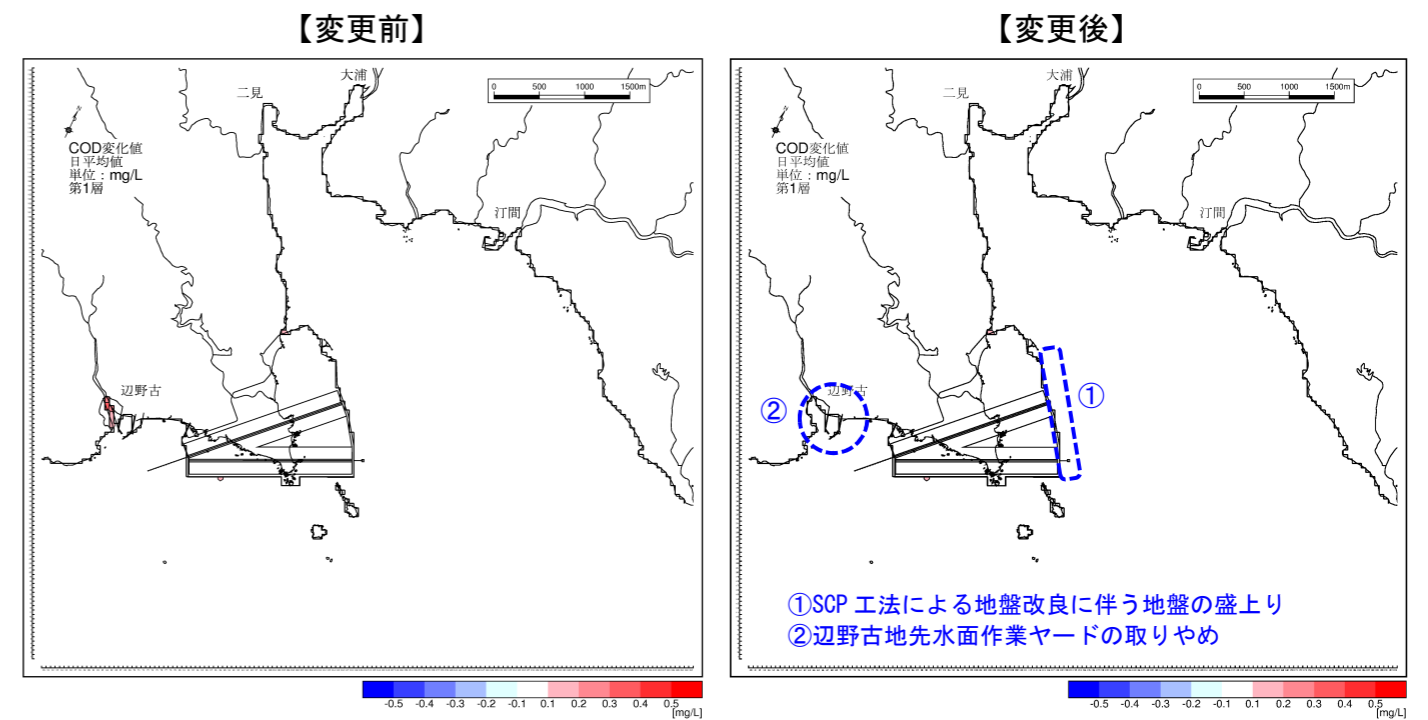 【変更前】
大浦
二見
0 500 1000 1500m
COD変化値
日平均値
単位：mg/L
第1層
汀間
辺野古
-0.5 -0.4 -0.3 -0.2 -0.1 0.1 0.2 0.3 0.4 0.5
[mg/L]
【変更後】
大浦
二見
0 500 1000 1500m
COD変化値
日平均値
単位：mg/L
第1層
汀間
辺野古
②
①
①SCP 工法による地盤改良に伴う地盤の盛上り
②辺野古地先水面作業ヤードの取りやめ
-0.5 -0.4 -0.3 -0.2 -0.1 0.1 0.2 0.3 0.4 0.5
[mg/L]